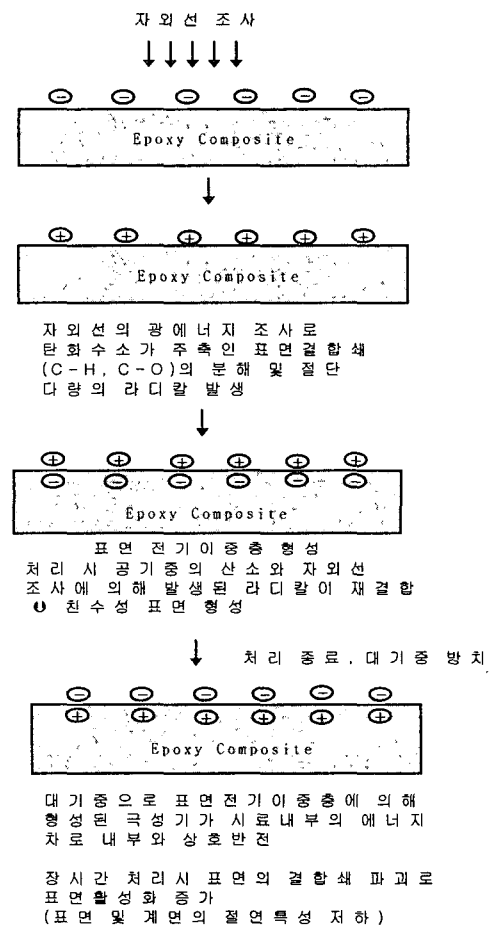 자외선 조사
Epoxy Composite
Epoxy Composite
자외선의 광에너지 조사로
탄화수소가 주축인 표면결합쇄
(C-H, C-O)의 분해 및 절단
다량의 라디칼 발생
Epoxy Composite
표면 전기이중층 형성
처리 시 공기중의 산소와 자외선
조사에 의해 발생된 라디칼이 재결합
친수성 표면 형성
처리 종료, 대기중 방치
Epoxy Composite
대기중으로 표면전기이중층에 의해
형성된 극성기가 시료내부의 에너지
차로 내부와 상호반전
장시간 처리시 표면의 결합쇄 파괴로
표면활성화 증가
(표면 및 계면의 절연특성 저하)